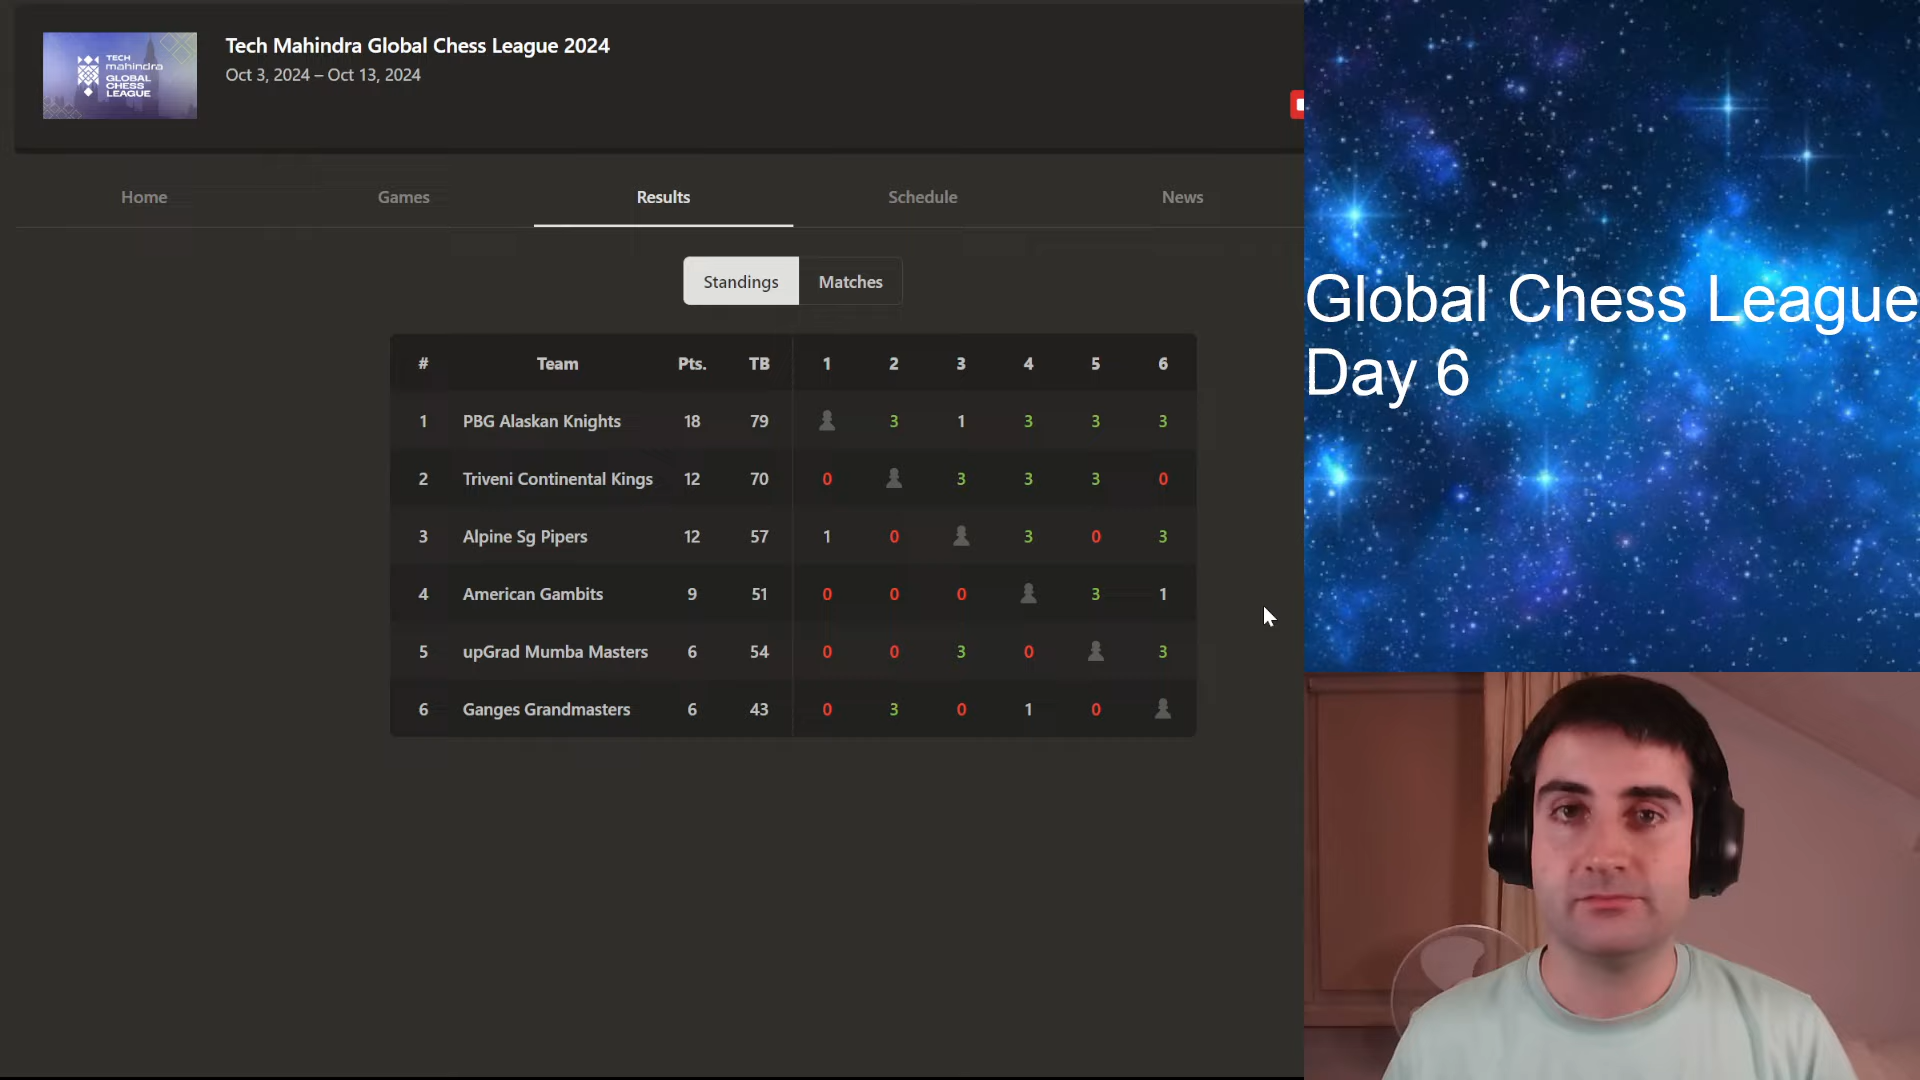 TECH
mahindra
GLOBAL
CHESS
LEAGUE
Tech Mahindra Global Chess League 2024
Oct 3, 2024 – Oct 13, 2024
Home Games Results Schedule News
Standings Matches
# Team Pts. TB 1 2 3 4 5 6
1 PBG Alaskan Knights 18 79 3 1 3 3 3
2 Triveni Continental Kings 12 70 0 3 3 3 0
3 Alpine Sg Pipers 12 57 1 0 3 0 3
4 American Gambits 9 51 0 0 0 3 1
5 upGrad Mumba Masters 6 54 0 0 3 0 3
6 Ganges Grandmasters 6 43 0 3 0 1 0
Global Chess League
Day 6